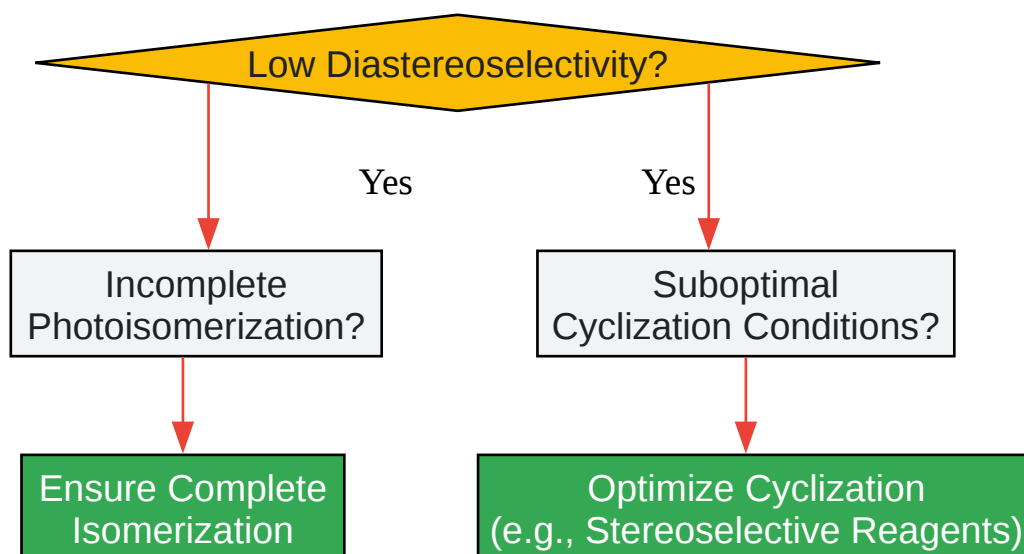 Low Diastereoselectivity?
Yes
Yes
Incomplete
Photoisomerization?
Suboptimal
Cyclization Conditions?
Ensure Complete
Isomerization
Optimize Cyclization
(e.g., Stereoselective Reagents)